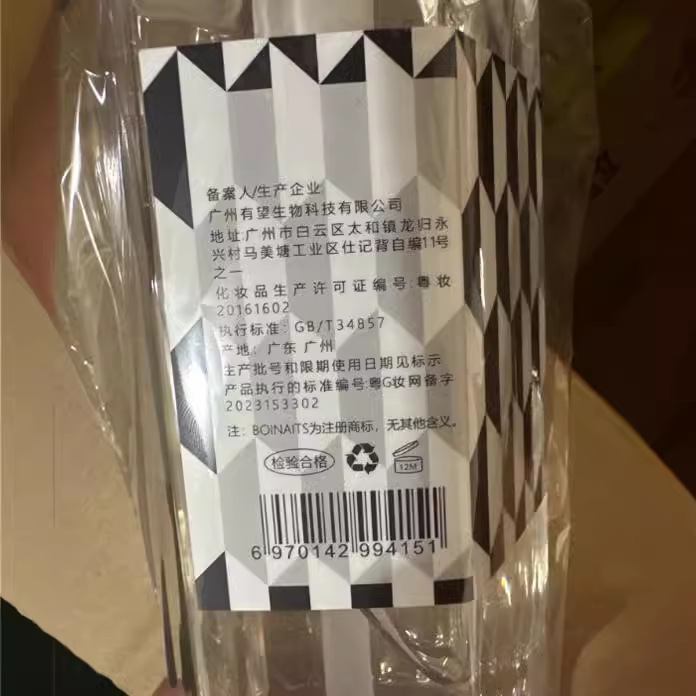 备案人/生产企业
广州有望生物科技有限公司
地址:广州市白云区太和镇龙归永
兴村马美塘工业区仕记背自编11号
之一
化妆品生产许可证编号:粤妆
20161602
执行标准: GB/T34857
产地: 广东 广州
生产批号和限期使用日期见标示
产品执行的标准编号:粤G妆网备字
2023153302
注: BOINAITS为注册商标, 无其他含义。
检验合格
12M
6 970142 994151